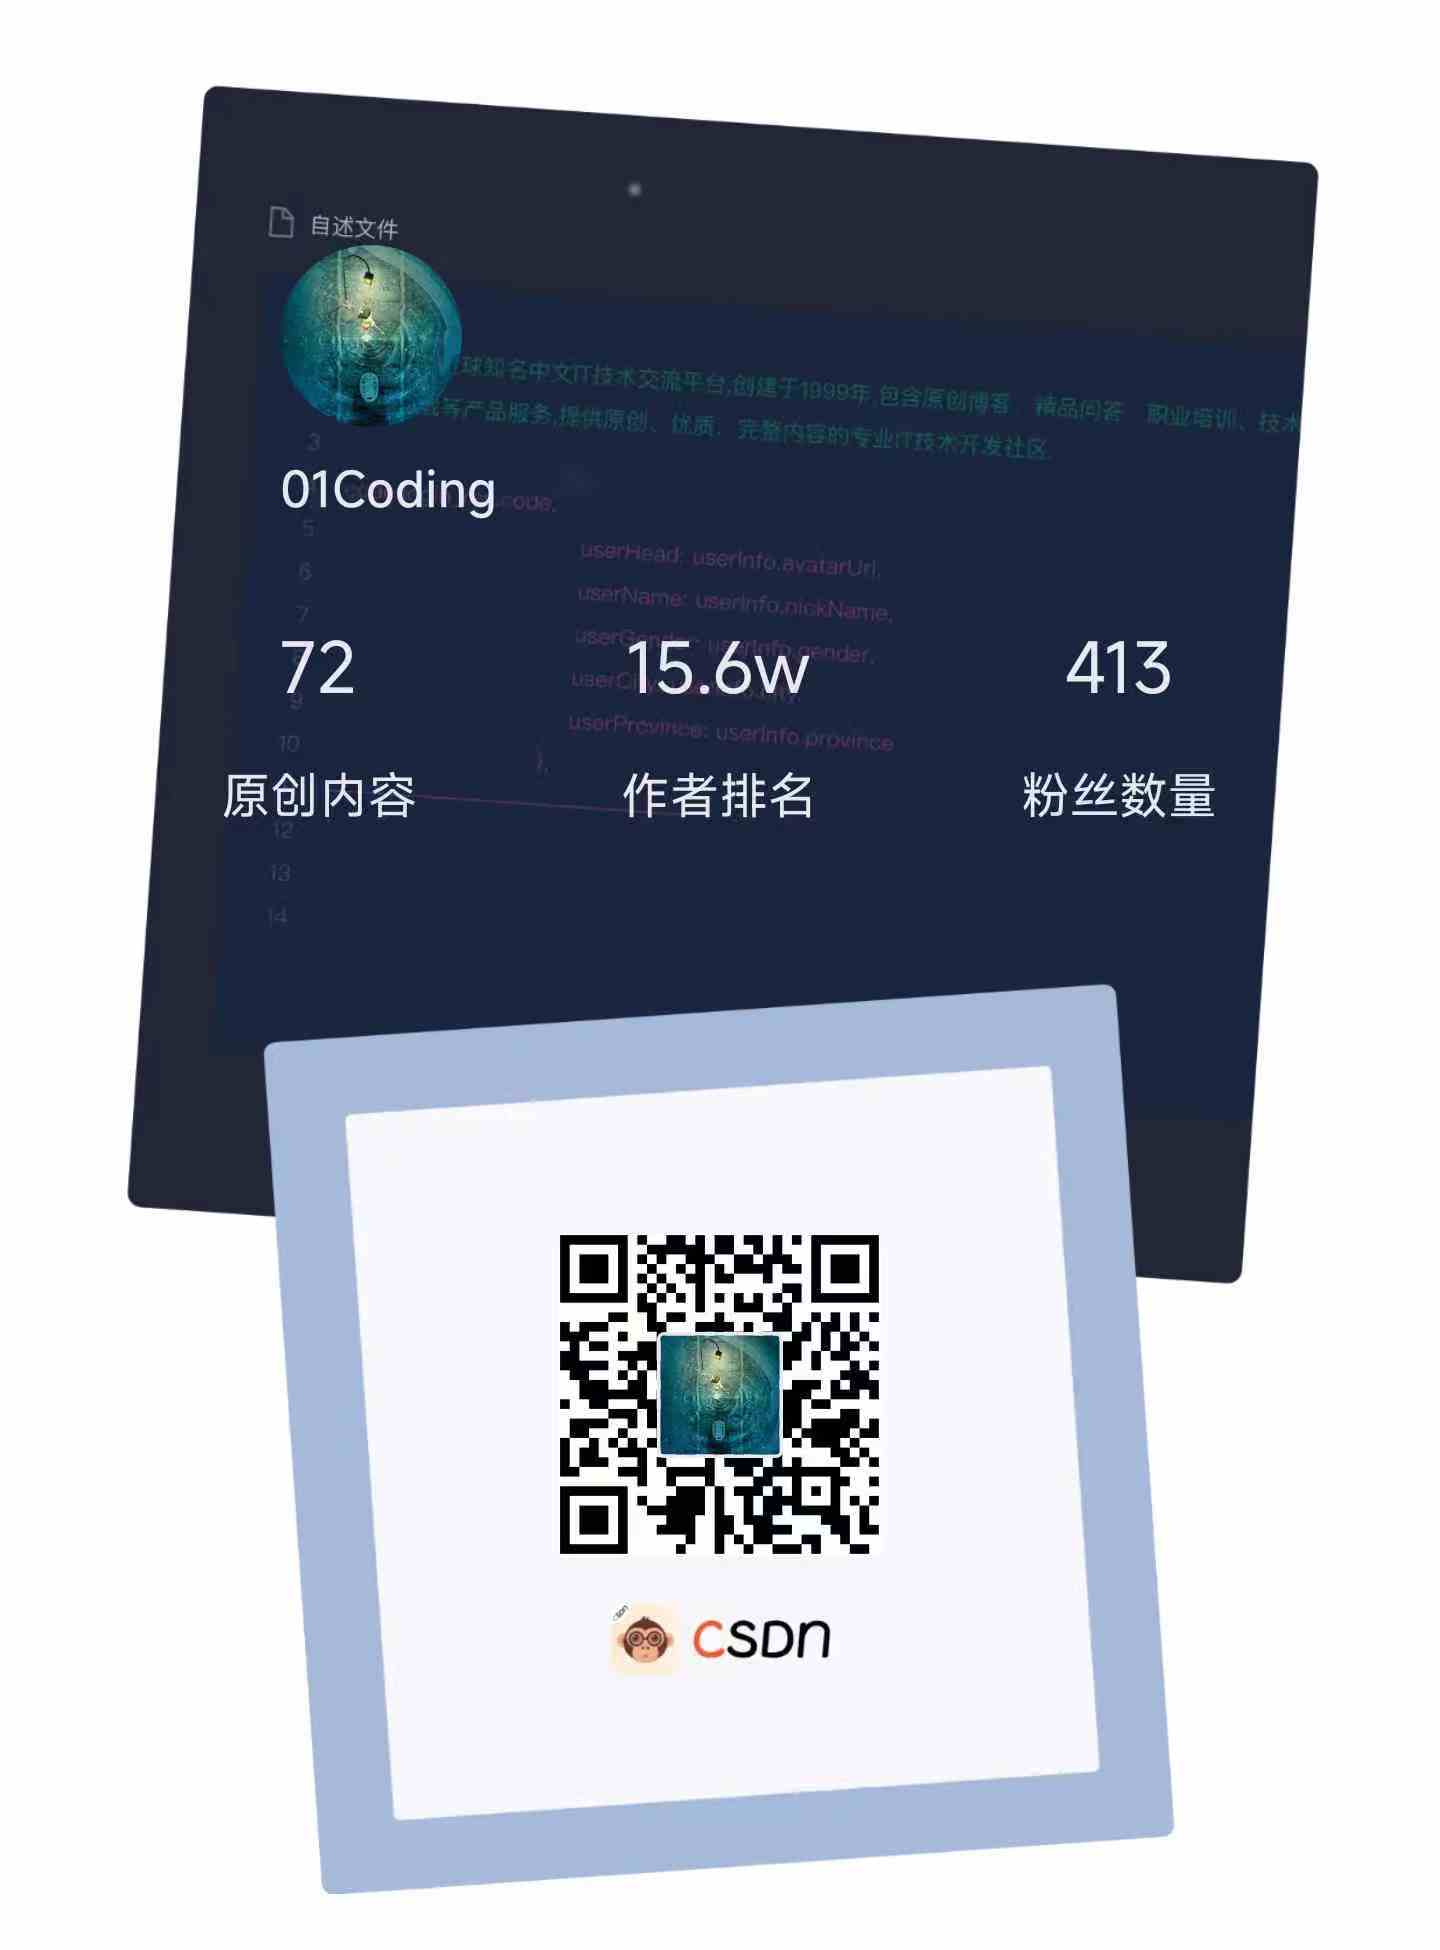 自述文件
球知名中文IT技术交流平台,创建于1999年,包含原创博客、精品问答、职业培训、技术
等产品服务,提供原创、优质、完整内容的专业IT技术开发社区.
3
01Coding
code,
5
userHead: userInfo.avatarUrl,
6
userName: userInfo.nickName,
7
userGender: userInfo.gender,
72
15.6w
413
9
userProvince: userInfo.province
10
},
原创内容
作者排名
粉丝数量
12
13
14
CSDN